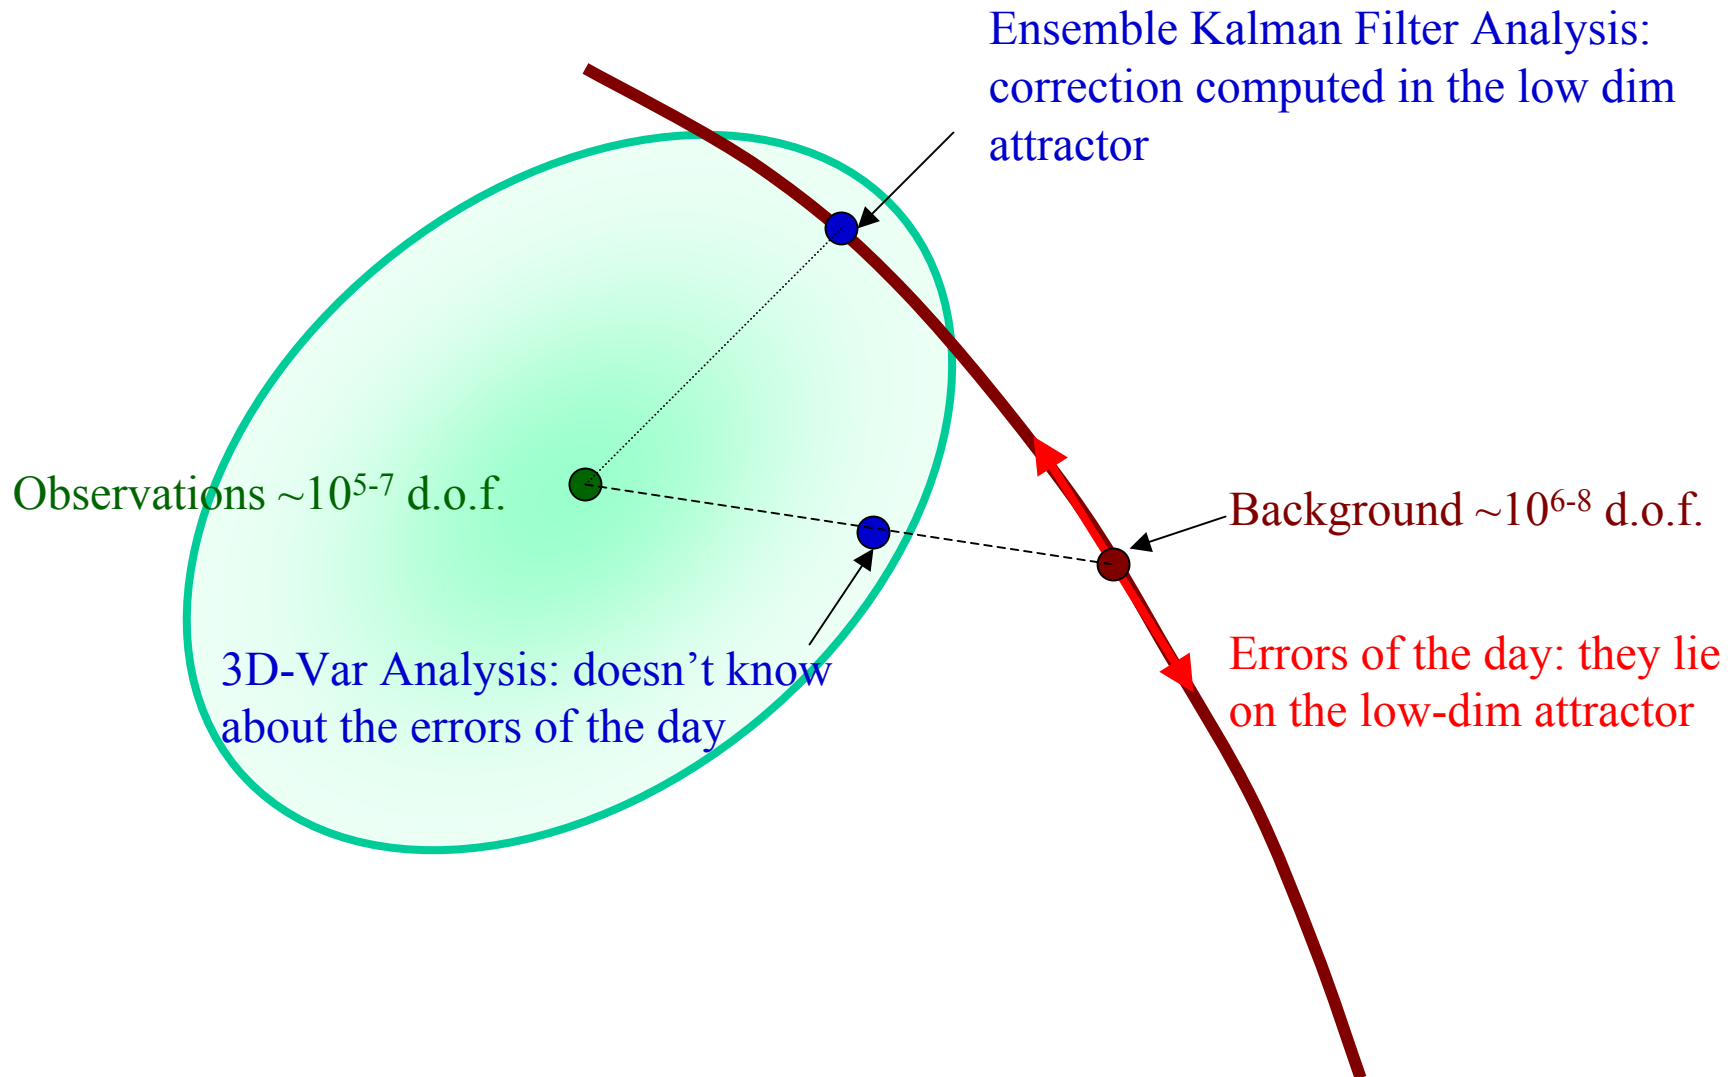 Ensemble Kalman Filter Analysis:
correction computed in the low dim
attractor
Observations ~10⁵⁻⁷ d.o.f.
Background ~10⁶⁻⁸ d.o.f.
3D-Var Analysis: doesn’t know
about the errors of the day
Errors of the day: they lie
on the low-dim attractor